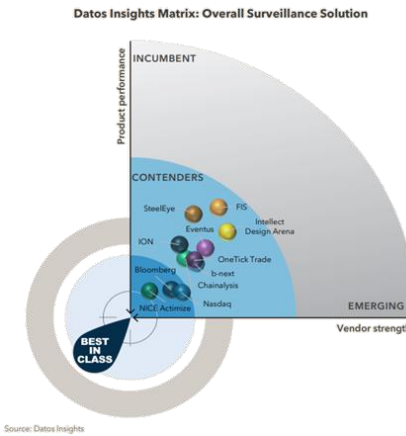 Datos Insights Matrix: Overall Surveillance Solution
Product performance
INCUMBENT
CONTENDERS
SteelEye
FIS
Eventus
Intellect
Design Arena
ION
OneTick Trade
Bloomberg
b-next
Chainalysis
NICE Actimize
Nasdaq
EMERGING
Vendor strength
BEST
IN
CLASS
Source: Datos Insights